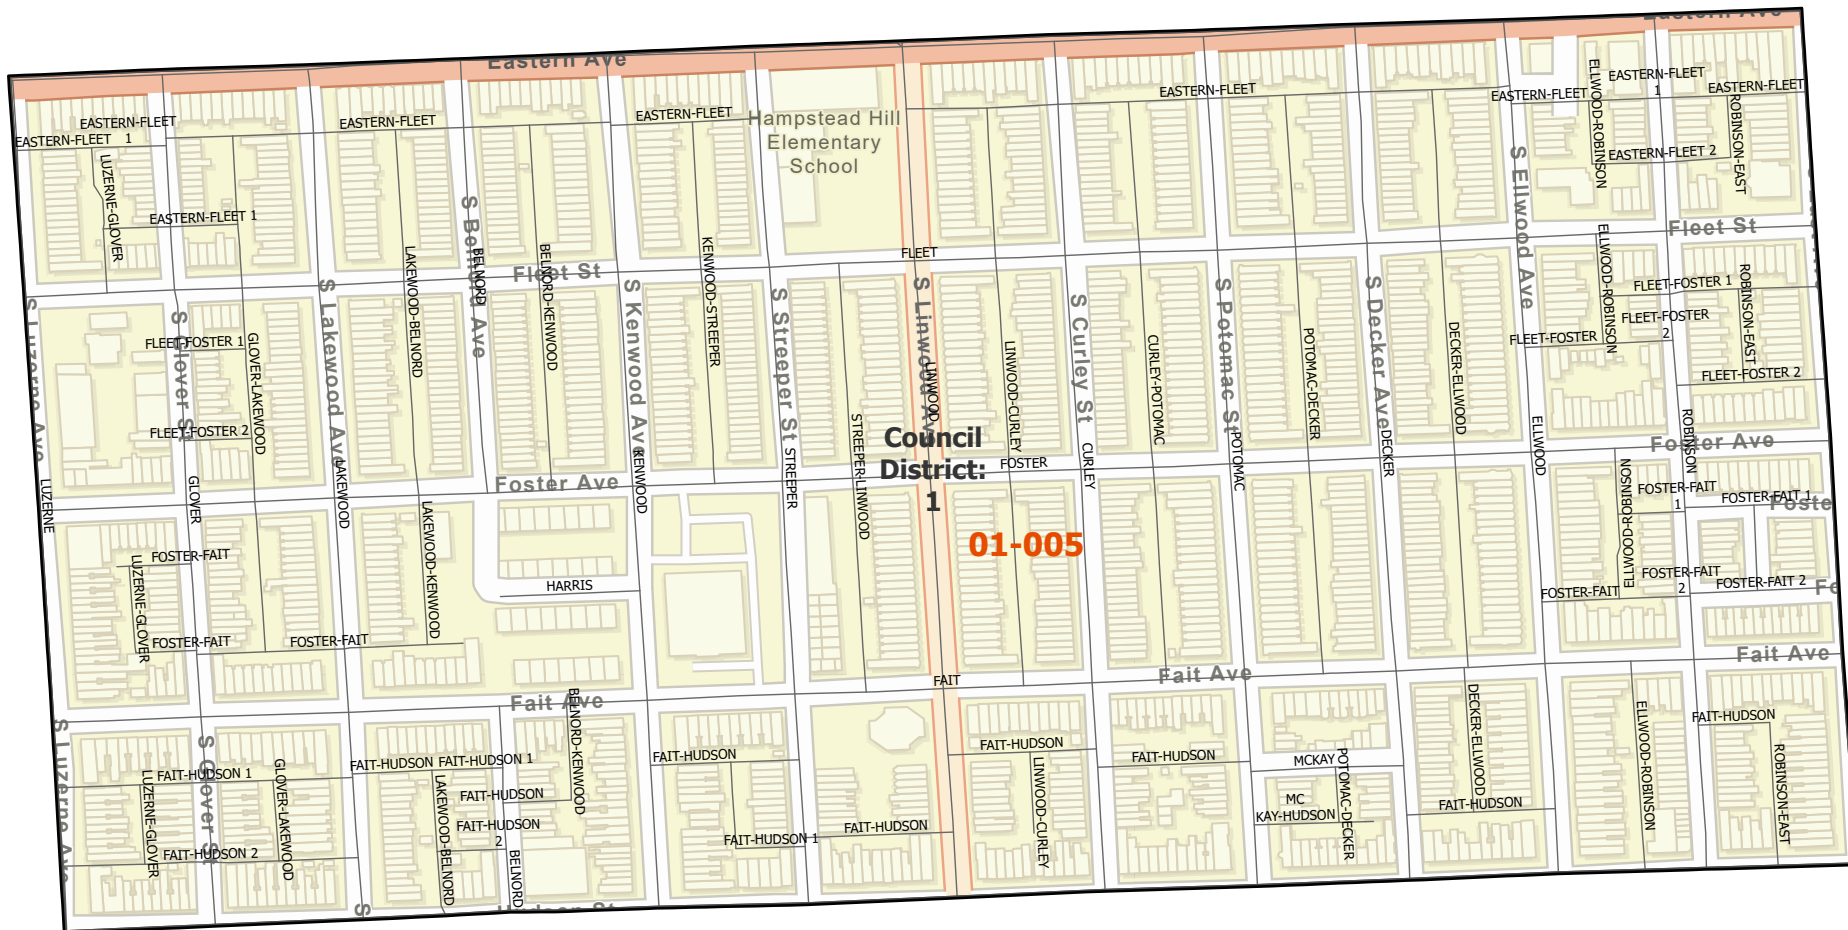 Eastern Ave
Eastern Ave
EASTERN-FLEET
EASTERN-FLEET 1
EASTERN-FLEET
EASTERN-FLEET
Hampstead Hill
Elementary
School
EASTERN-FLEET
EASTERN-FLEET
EASTERN-FLEET
1
EASTERN-FLEET
EASTERN-FLEET 2
EASTERN-FLEET 1
LUZERNE-GLOVER
ELLWOOD-ROBINSON
ROBINSON-EAST
S Belnord Ave
BELNORD
LAKEWOOD-BELNORD
BELNORD-KENWOOD
KENWOOD-STREEPER
S Ellwood Ave
FLEET
Fleet St
Fleet St
S Luzerne Ave
S Glover St
S Lakewood Ave
S Kenwood Ave
S Streeper St
S Linwood Ave
LINWOOD
S Curley St
S Potomac St
S Decker Ave
GLOVER-LAKEWOOD
LINWOOD-CURLEY
CURLEY-POTOMAC
POTOMAC-DECKER
DECKER-ELLWOOD
ELLWOOD-ROBINSON
ROBINSON-EAST
FLEET-FOSTER 1
FLEET-FOSTER 2
FLEET-FOSTER 1
FLEET-FOSTER
2
FLEET-FOSTER
FLEET-FOSTER 2
Council
District:
1
01-005
FOSTER
Foster Ave
Foster Ave
LUZERNE
GLOVER
LAKEWOOD
KENWOOD
STREEPER
STREEPER-LINWOOD
CURLEY
POTOMAC
DECKER
ELLWOOD
ROBINSON
LAKEWOOD-KENWOOD
ELLWOOD-ROBINSON
FOSTER-FAIT
1
FOSTER-FAIT 1
Foste
FOSTER-FAIT
LUZERNE-GLOVER
HARRIS
FOSTER-FAIT
2
FOSTER-FAIT 2
Fo
FOSTER-FAIT
FOSTER-FAIT
FOSTER-FAIT
FAIT
Fait Ave
Fait Ave
Fait Ave
S Luzerne Ave
S Glover St
BELNORD-KENWOOD
DECKER-ELLWOOD
ELLWOOD-ROBINSON
FAIT-HUDSON
ROBINSON-EAST
FAIT-HUDSON 1
FAIT-HUDSON
FAIT-HUDSON 1
FAIT-HUDSON
FAIT-HUDSON
FAIT-HUDSON
MCKAY
LUZERNE-GLOVER
GLOVER-LAKEWOOD
LAKEWOOD-BELNORD
LINWOOD-CURLEY
POTOMAC-DECKER
FAIT-HUDSON
MC
KAY-HUDSON
FAIT-HUDSON
FAIT-HUDSON
2
FAIT-HUDSON
FAIT-HUDSON 1
FAIT-HUDSON 2
BELNORD
S
Hudson St